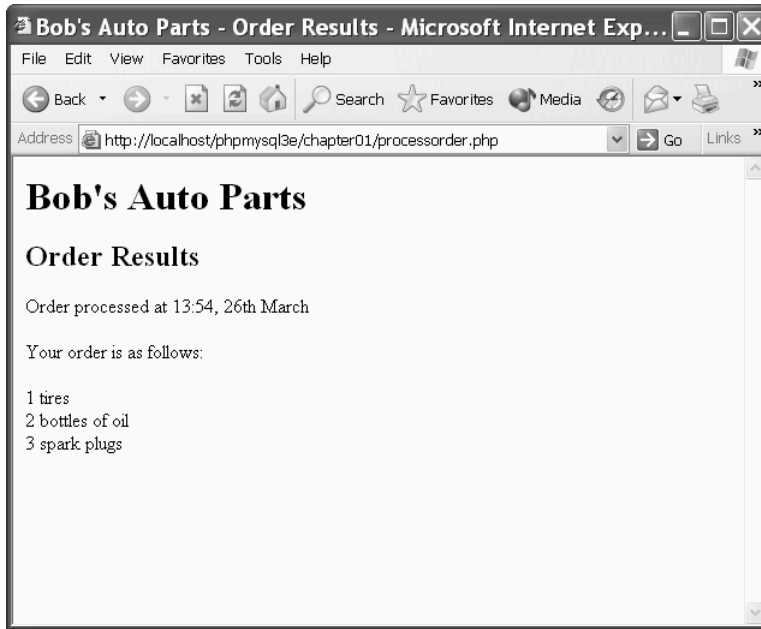 Bob's Auto Parts - Order Results - Microsoft Internet Exp...
File Edit View Favorites Tools Help
Back Search Favorites Media
Address http://localhost/phpmysql3e/chapter01/processorder.php Go Links
Bob's Auto Parts
Order Results
Order processed at 13:54, 26th March
Your order is as follows:
1 tires
2 bottles of oil
3 spark plugs